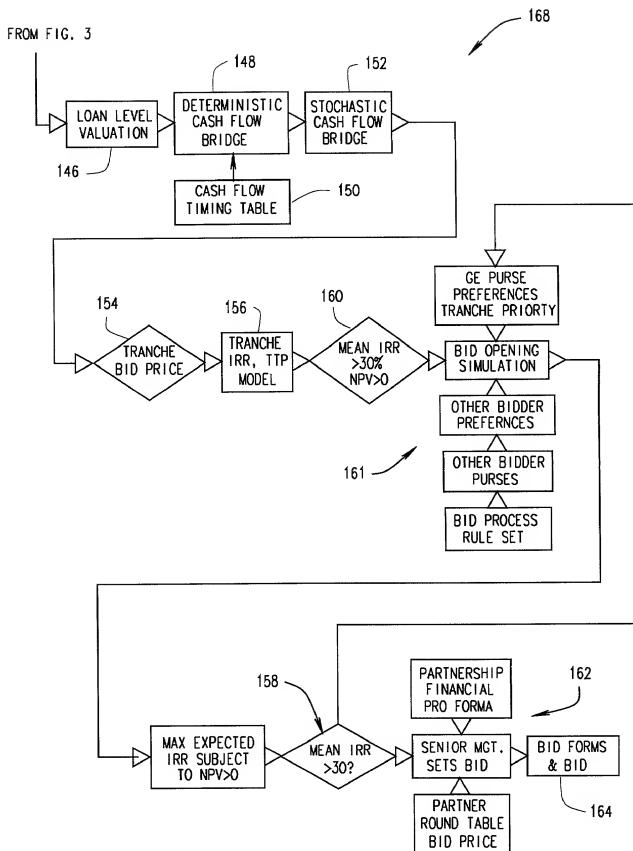 FROM FIG. 3
168
148
152
LOAN LEVEL
VALUATION
DETERMINISTIC
CASH FLOW
BRIDGE
STOCHASTIC
CASH FLOW
BRIDGE
146
CASH FLOW
TIMING TABLE
150
154
156
160
GE PURSE
PREFERENCES
TRANCHE PRIORTY
TRANCHE
BID PRICE
TRANCHE
IRR, TTP
MODEL
MEAN IRR
>30%
NPV>0
BID OPENING
SIMULATION
OTHER BIDDER
PREFERNCES
161
OTHER BIDDER
PURSES
BID PROCESS
RULE SET
158
PARTNERSHIP
FINANCIAL
PRO FORMA
162
MAX EXPECTED
IRR SUBJECT
TO NPV>0
MEAN IRR
>30?
SENIOR MGT.
SETS BID
BID FORMS
& BID
164
PARTNER
ROUND TABLE
BID PRICE